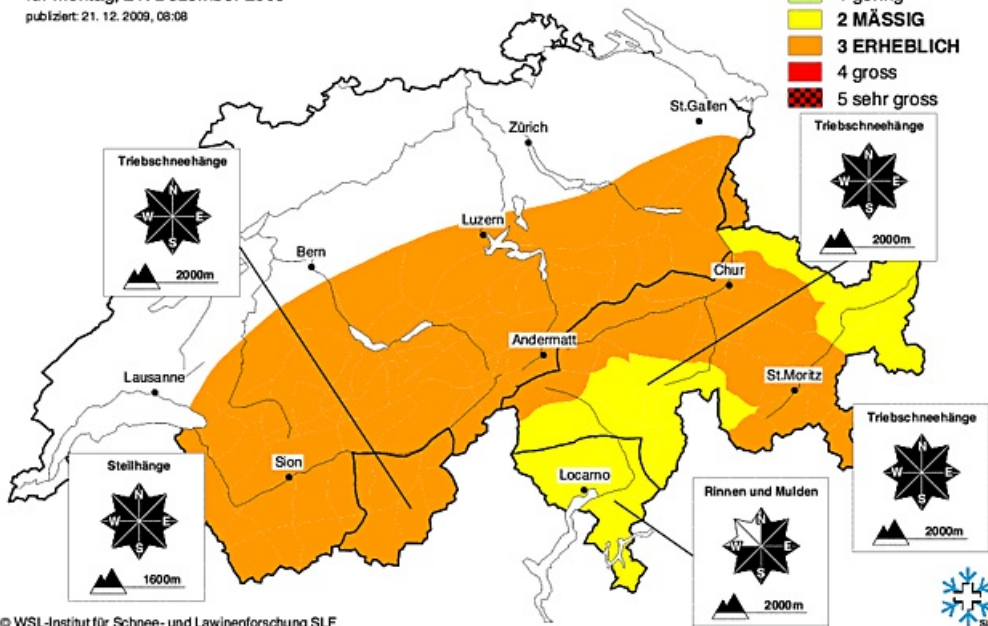 publiziert: 21. 12. 2009, 08:08
2 MÄSSIG
3 ERHEBLICH
4 gross
5 sehr gross
St.Gallen
Zürich
Triebschneehänge
N
W E
S
2000m
Triebschneehänge
N
W E
S
2000m
Luzern
Bern
Chur
Andermatt
Lausanne
St.Moritz
Triebschneehänge
N
W E
S
2000m
Steilhänge
N
W E
S
1600m
Sion
Locarno
Rinnen und Mulden
N
W E
S
2000m
© WSL-Institut für Schnee- und Lawinenforschung SLF